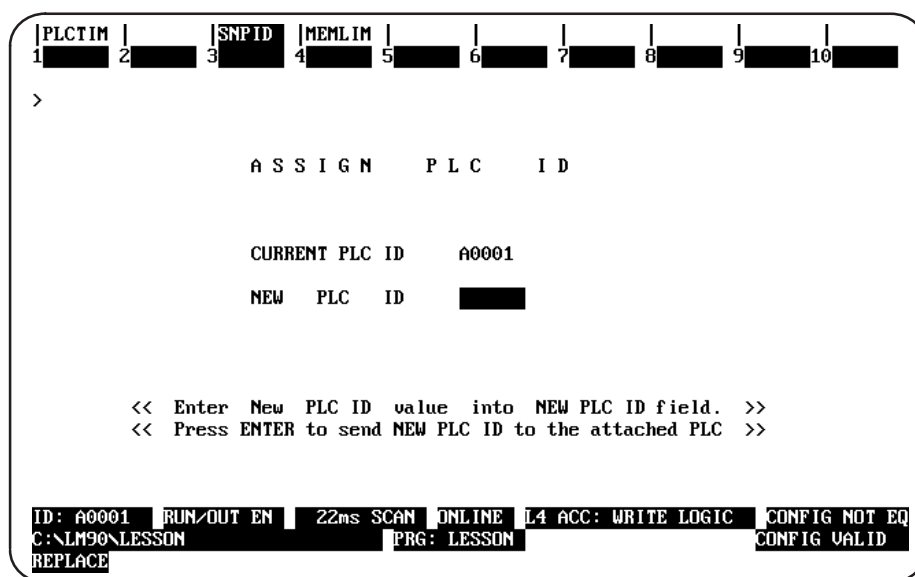 |PLCTIM | |SNPID |MEMLIM | | | | | |
1 2 3 4 5 6 7 8 9 10
>
A S S I G N P L C I D
CURRENT PLC ID A0001
NEW PLC ID
<< Enter New PLC ID value into NEW PLC ID field. >>
<< Press ENTER to send NEW PLC ID to the attached PLC >>
ID: A0001 RUN/OUT EN 22ms SCAN ONLINE L4 ACC: WRITE LOGIC CONFIG NOT EQ
C:\LM90\LESSON PRG: LESSON CONFIG VALID
REPLACE